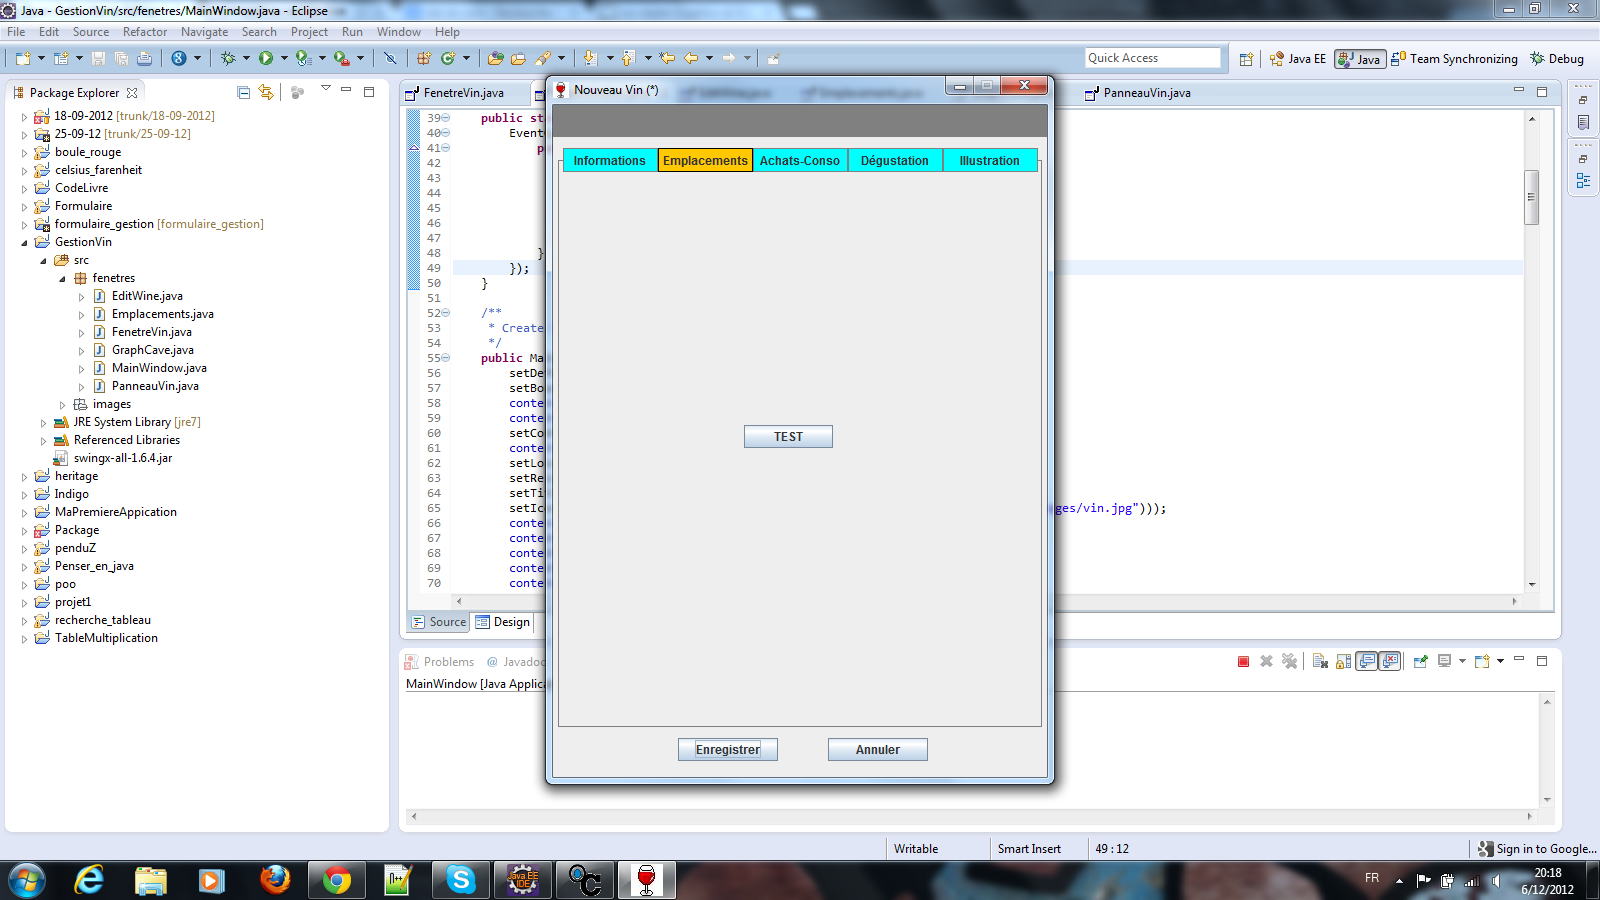 Java - GestionVin/src/fenetres/MainWindow.java - Eclipse
File Edit Source Refactor Navigate Search Project Run Window Help
Quick Access
Java EE
Java
Team Synchronizing
Debug
Package Explorer
18-09-2012 [trunk/18-09-2012]
25-09-12 [trunk/25-09-12]
boule_rouge
celsius_farenheit
CodeLivre
Formulaire
formulaire_gestion [formulaire_gestion]
GestionVin
src
fenetres
EditWine.java
Emplacements.java
FenetreVin.java
GraphCave.java
MainWindow.java
PanneauVin.java
images
JRE System Library [jre7]
Referenced Libraries
swingx-all-1.6.4.jar
heritage
Indigo
MaPremiereAppication
Package
penduZ
Penser_en_java
poo
projet1
recherche_tableau
TableMultiplication
FenetreVin.java
PanneauVin.java
39 public st
40 Event
41 p
42
43
44
45
46
47
48 }
49 });
50 }
51
52 /**
53 * Create
54 */
55 public Ma
56 setDe
57 setBo
58 conte
59 conte
60 setCo
61 conte
62 setLo
63 setRe
64 setTi
65 setIc ges/vin.jpg")));
66 conte
67 conte
68 conte
69 conte
70 conte
Source Design
Problems @ Javadoc
MainWindow [Java Applica
Nouveau Vin (*)
Informations Emplacements Achats-Conso Dégustation Illustration
TEST
Enregistrer Annuler
Writable Smart Insert 49 : 12 Sign in to Google...
Java EE
IDE
FR
20:18
6/12/2012